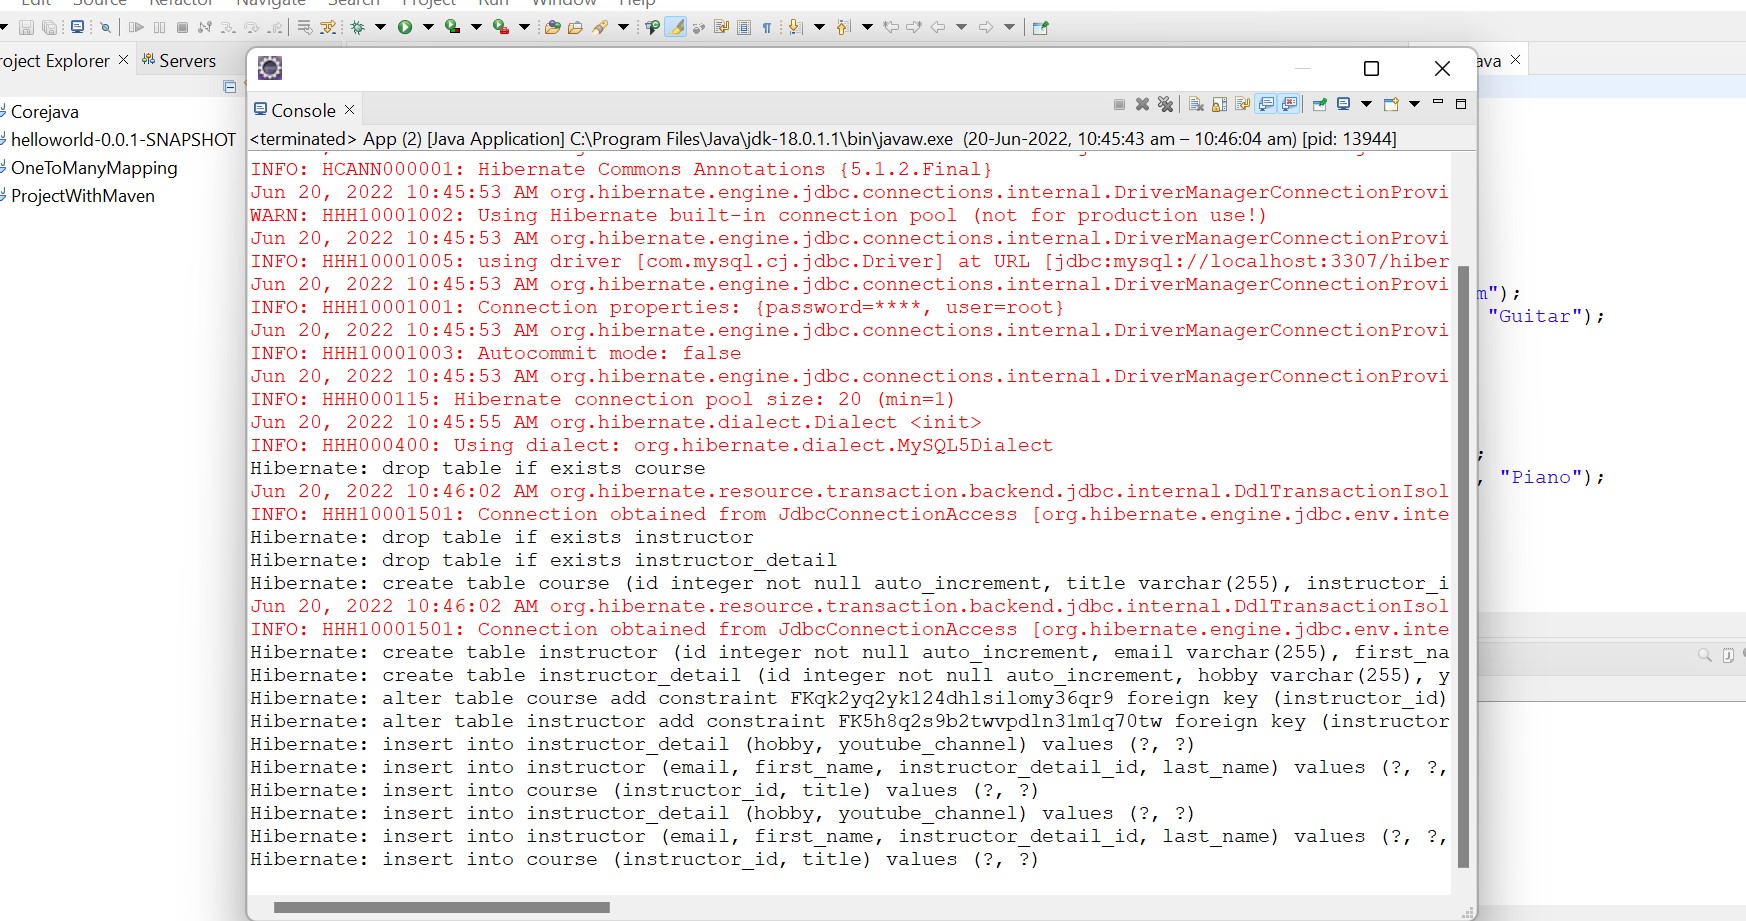 Edit Source Refactor Navigate Search Project Run Window Help
roject Explorer
Servers
ava
Corejava
helloworld-0.0.1-SNAPSHOT
OneToManyMapping
ProjectWithMaven
Console
<terminated> App (2) [Java Application] C:\Program Files\Java\jdk-18.0.1.1\bin\javaw.exe (20-Jun-2022, 10:45:43 am – 10:46:04 am) [pid: 13944]
INFO: HCANN000001: Hibernate Commons Annotations {5.1.2.Final}
Jun 20, 2022 10:45:53 AM org.hibernate.engine.jdbc.connections.internal.DriverManagerConnectionProvi
WARN: HHH10001002: Using Hibernate built-in connection pool (not for production use!)
Jun 20, 2022 10:45:53 AM org.hibernate.engine.jdbc.connections.internal.DriverManagerConnectionProvi
INFO: HHH10001005: using driver [com.mysql.cj.jdbc.Driver] at URL [jdbc:mysql://localhost:3307/hiber
Jun 20, 2022 10:45:53 AM org.hibernate.engine.jdbc.connections.internal.DriverManagerConnectionProvi
INFO: HHH10001001: Connection properties: {password=****, user=root}
Jun 20, 2022 10:45:53 AM org.hibernate.engine.jdbc.connections.internal.DriverManagerConnectionProvi
INFO: HHH10001003: Autocommit mode: false
Jun 20, 2022 10:45:53 AM org.hibernate.engine.jdbc.connections.internal.DriverManagerConnectionProvi
INFO: HHH000115: Hibernate connection pool size: 20 (min=1)
Jun 20, 2022 10:45:55 AM org.hibernate.dialect.Dialect <init>
INFO: HHH000400: Using dialect: org.hibernate.dialect.MySQL5Dialect
Hibernate: drop table if exists course
Jun 20, 2022 10:46:02 AM org.hibernate.resource.transaction.backend.jdbc.internal.DdlTransactionIsol
INFO: HHH10001501: Connection obtained from JdbcConnectionAccess [org.hibernate.engine.jdbc.env.inte
Hibernate: drop table if exists instructor
Hibernate: drop table if exists instructor_detail
Hibernate: create table course (id integer not null auto_increment, title varchar(255), instructor_i
Jun 20, 2022 10:46:02 AM org.hibernate.resource.transaction.backend.jdbc.internal.DdlTransactionIsol
INFO: HHH10001501: Connection obtained from JdbcConnectionAccess [org.hibernate.engine.jdbc.env.inte
Hibernate: create table instructor (id integer not null auto_increment, email varchar(255), first_na
Hibernate: create table instructor_detail (id integer not null auto_increment, hobby varchar(255), y
Hibernate: alter table course add constraint FKqk2yq2yk124dhlsilomy36qr9 foreign key (instructor_id)
Hibernate: alter table instructor add constraint FK5h8q2s9b2twvpdln31m1q70tw foreign key (instructor
Hibernate: insert into instructor_detail (hobby, youtube_channel) values (?, ?)
Hibernate: insert into instructor (email, first_name, instructor_detail_id, last_name) values (?, ?,
Hibernate: insert into course (instructor_id, title) values (?, ?)
Hibernate: insert into instructor_detail (hobby, youtube_channel) values (?, ?)
Hibernate: insert into instructor (email, first_name, instructor_detail_id, last_name) values (?, ?,
Hibernate: insert into course (instructor_id, title) values (?, ?)
m");
"Guitar");
;
, "Piano");